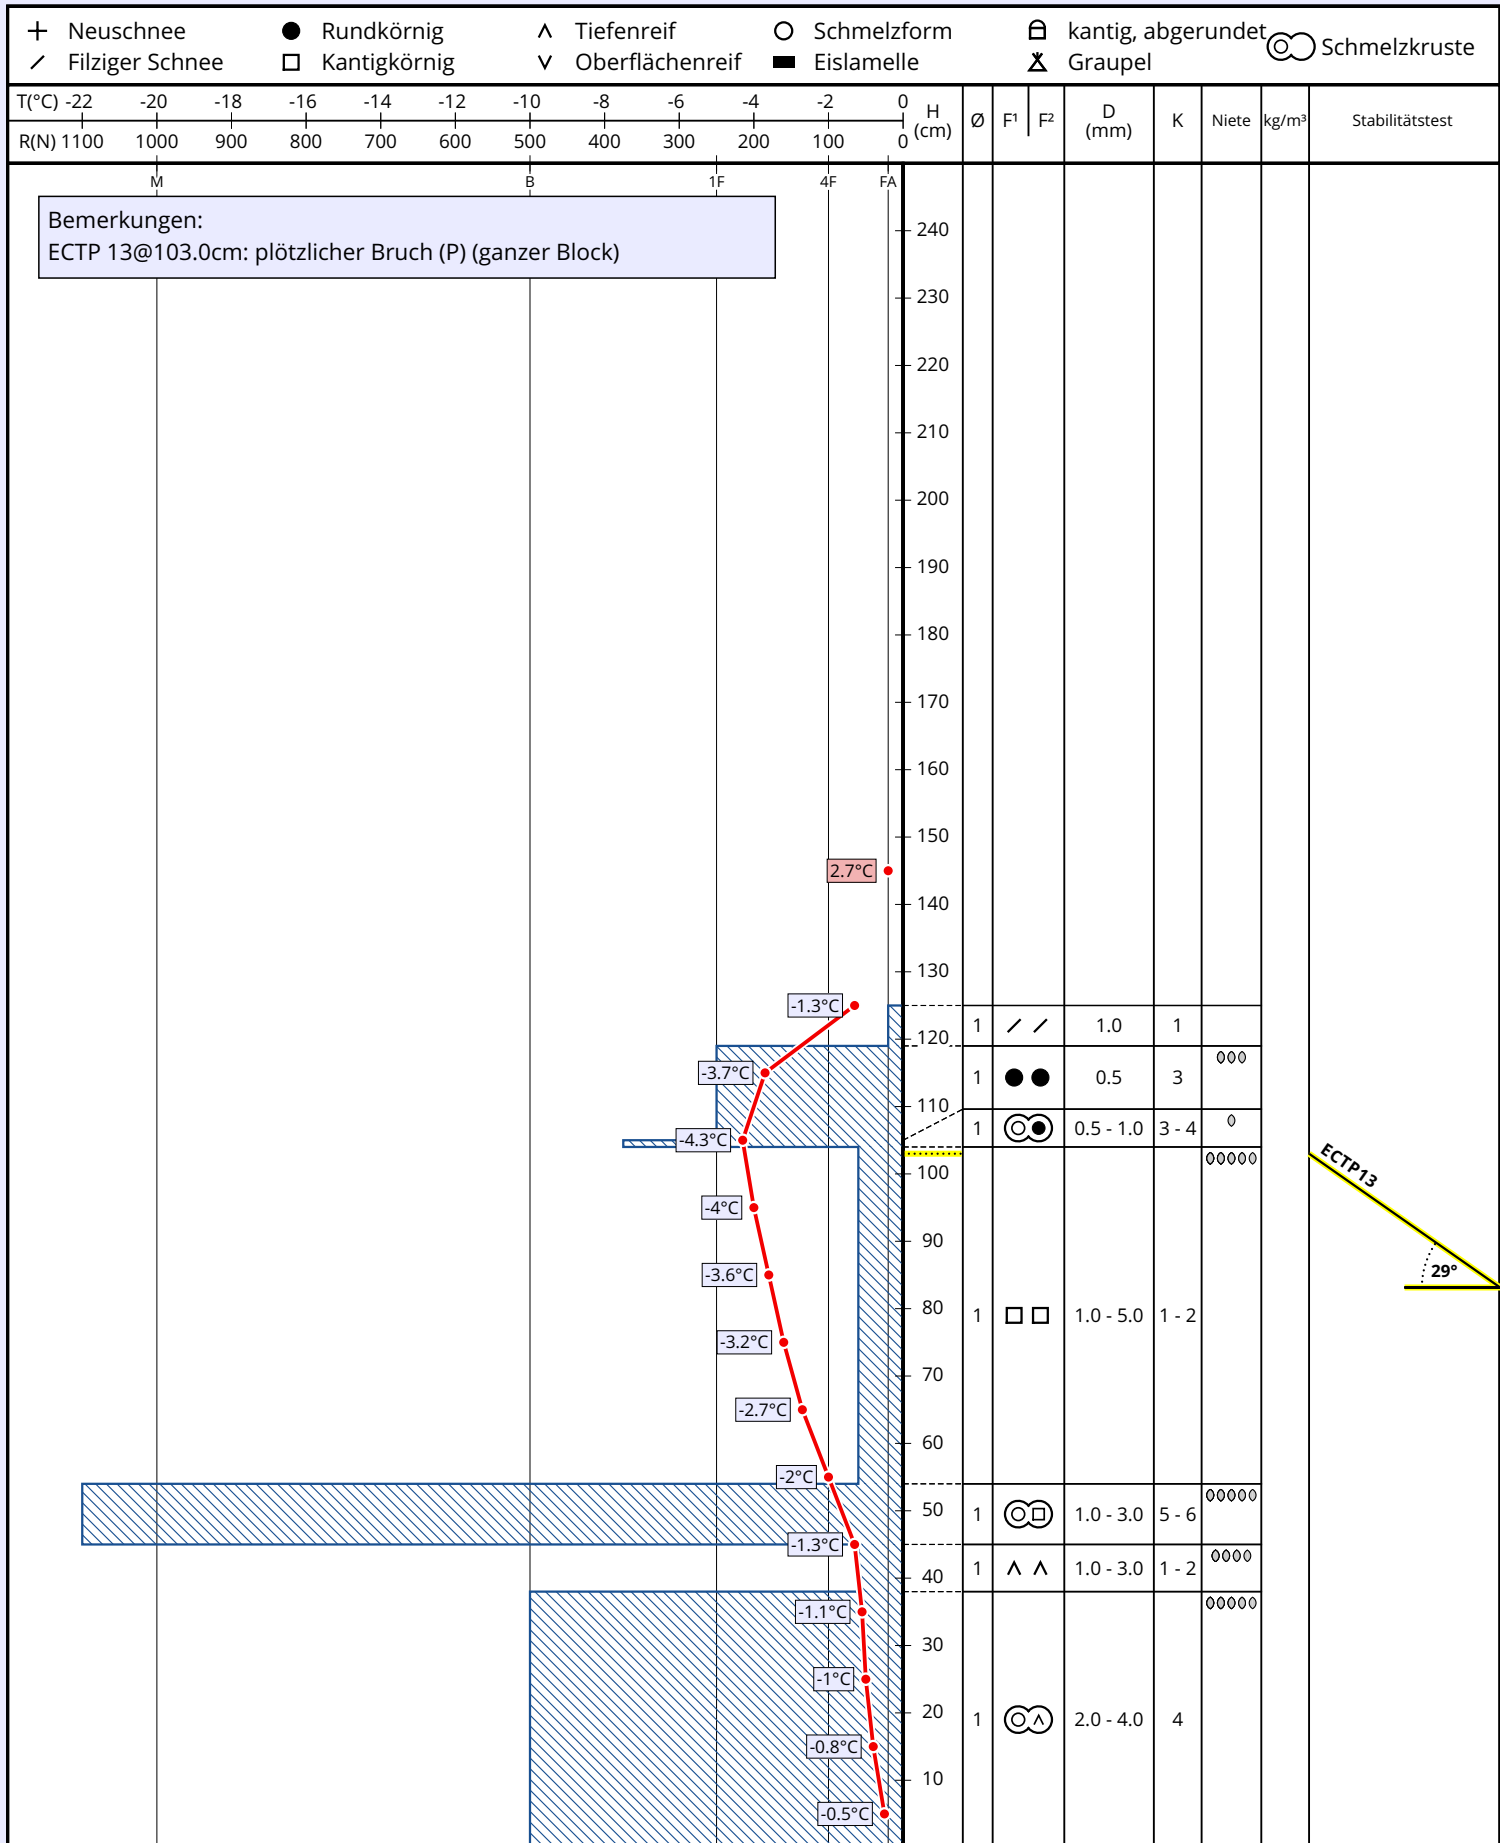 Neuschnee Rundkörnig Tiefenreif Schmelzform kantig, abgerundet Schmelzkruste
Filziger Schnee Kantigkörnig Oberflächenreif Eislamelle Graupel
T(°C) -22 -20 -18 -16 -14 -12 -10 -8 -6 -4 -2 0
R(N) 1100 1000 900 800 700 600 500 400 300 200 100 0
H (cm) Ø F¹ F² D (mm) K Niete kg/m³ Stabilitätstest
M B 1F 4F FA
Bemerkungen:
ECTP 13@103.0cm: plötzlicher Bruch (P) (ganzer Block)
240
230
220
210
200
190
180
170
160
150
2.7°C
140
130
-1.3°C
1 1.0 1
120
-3.7°C 1 0.5 3
110
1 0.5 - 1.0 3 - 4
-4.3°C
ECTP13
100
-4°C
90
29°
-3.6°C
80 1 1.0 - 5.0 1 - 2
-3.2°C
70
-2.7°C
60
-2°C
50 1 1.0 - 3.0 5 - 6
-1.3°C
1 1.0 - 3.0 1 - 2
40
-1.1°C
30
-1°C
20 1 2.0 - 4.0 4
-0.8°C
10
-0.5°C